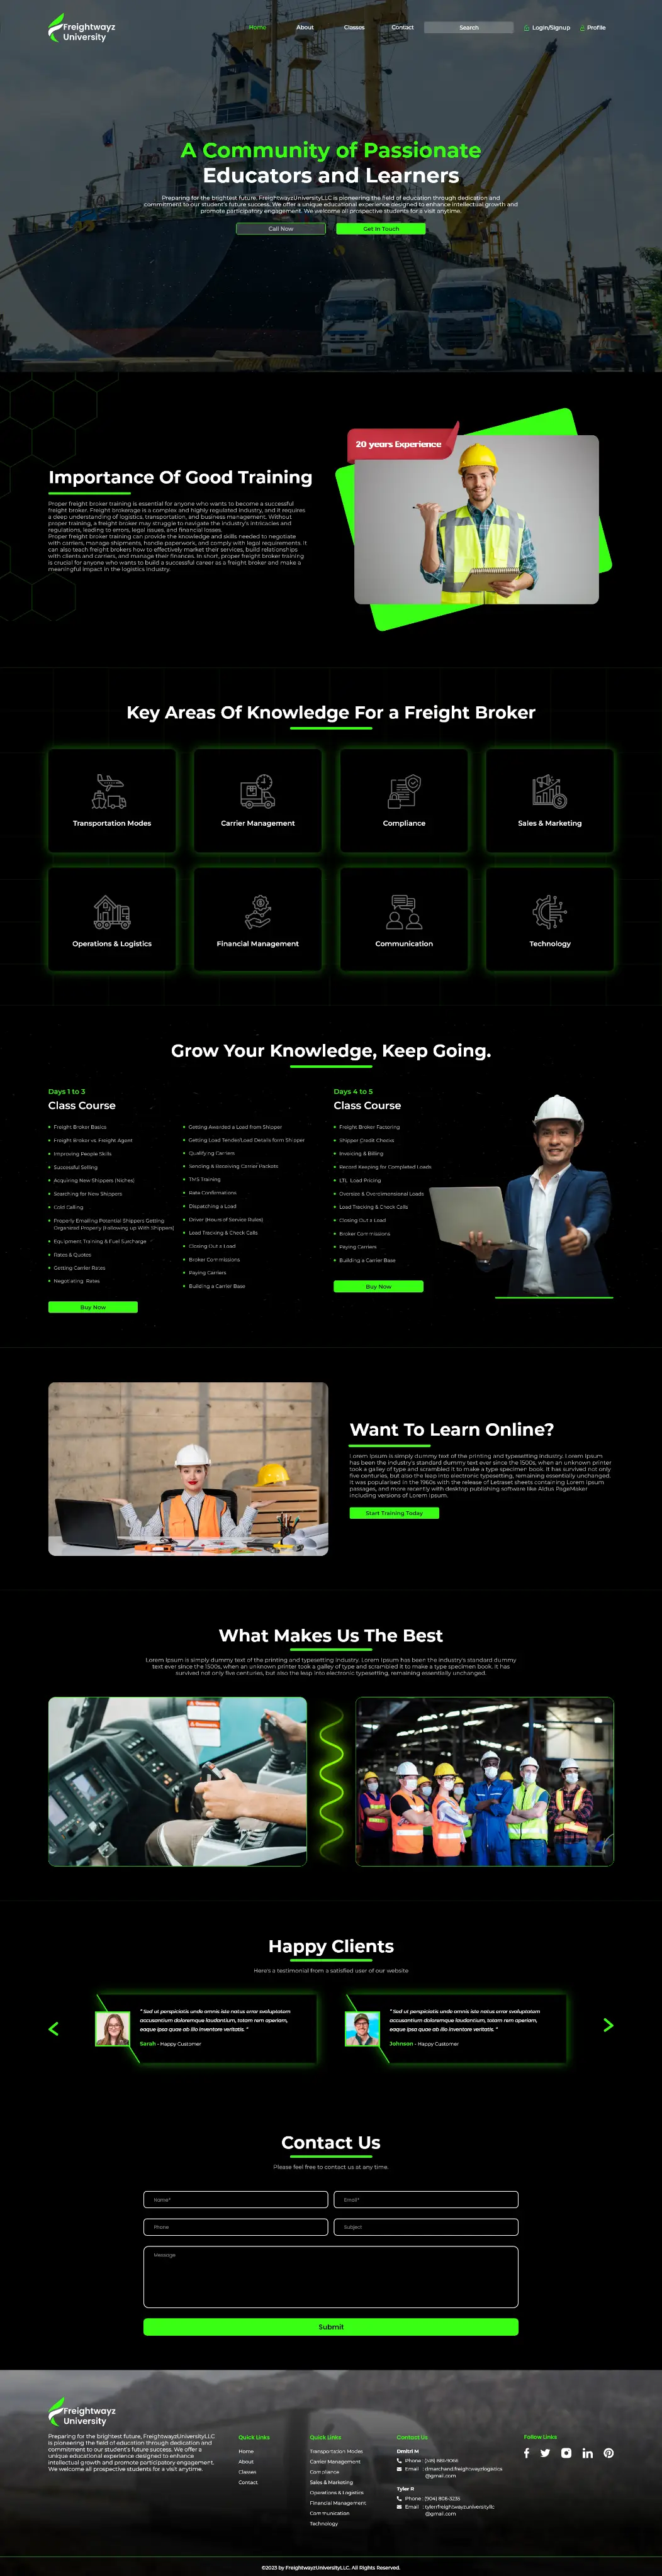 Freightwayz
University
Home
About
Classes
Contact
Search
Login/Signup
Profile
A Community of Passionate
Educators and Learners
Preparing for the brightest future, FreightwayzUniversityLLC is pioneering the field of education through dedication and
commitment to our student's future success. We offer a unique educational experience designed to enhance intellectual growth and
promote participatory engagement. We welcome all prospective students for a visit anytime.
Call Now
Get In Touch
20 years Experience
Importance Of Good Training
Proper freight broker training is essential for anyone who wants to become a successful
freight broker. Freight brokerage is a complex and highly regulated industry, and it requires
a deep understanding of logistics, transportation, and business management. Without
proper training, a freight broker may struggle to navigate the industry's intricacies and
regulations, leading to errors, legal issues, and financial losses.
Proper freight broker training provides the knowledge and skills needed to negotiate
with carriers, manage shipments, handle paperwork, and comply with legal requirements. It
can also teach freight brokers how to effectively market their services, build relationships
with clients and carriers, and manage their finances. In short, proper freight broker training
is crucial for anyone who wants to build a successful career as a freight broker and make a
meaningful impact in the logistics industry.
Key Areas Of Knowledge For a Freight Broker
Transportation Modes
Carrier Management
Compliance
Sales & Marketing
Operations & Logistics
Financial Management
Communication
Technology
Grow Your Knowledge, Keep Going.
Days 1 to 3
Class Course
Freight Broker Basics
Freight Broker vs. Freight Agent
Improving People Skills
Successful Selling
Acquiring New Shippers (Niches)
Searching for New Shippers
Cold Calling
Properly Emailing Potential Shippers Getting
Organized Properly (Following up With Shippers)
Equipment Training & Fuel Surcharge
Rates & Quotes
Getting Carrier Rates
Negotiating Rates
Buy Now
Getting Awarded a Load from Shipper
Getting Load Tender/Load Details from Shipper
Qualifying Carriers
Sending & Receiving Carrier Packets
TMS Training
Rate Confirmations
Dispatching a Load
Driver (Hours of Service Rules)
Load Tracking & Check Calls
Closing Out a Load
Broker Commissions
Paying Carriers
Building a Carrier Base
Days 4 to 5
Class Course
Freight Broker Factoring
Shipper Credit Checks
Invoicing & Billing
Record Keeping for Completed Loads
LTL Load Pricing
Oversize & Overdimensional Loads
Load Tracking & Check Calls
Closing Out a Load
Broker Commissions
Paying Carriers
Building a Carrier Base
Buy Now
Want To Learn Online?
Lorem Ipsum is simply dummy text of the printing and typesetting industry. Lorem Ipsum
has been the industry's standard dummy text ever since the 1500s, when an unknown printer
took a galley of type and scrambled it to make a type specimen book. It has survived not only
five centuries, but also the leap into electronic typesetting, remaining essentially unchanged.
It was popularised in the 1960s with the release of Letraset sheets containing Lorem Ipsum
passages, and more recently with desktop publishing software like Aldus PageMaker
including versions of Lorem Ipsum.
Start Training Today
What Makes Us The Best
Lorem Ipsum is simply dummy text of the printing and typesetting industry. Lorem Ipsum has been the industry's standard dummy
text ever since the 1500s, when an unknown printer took a galley of type and scrambled it to make a type specimen book. It has
survived not only five centuries, but also the leap into electronic typesetting, remaining essentially unchanged.
Happy Clients
Here's a testimonial from a satisfied user of our website
" Sed ut perspiciatis unde omnis iste natus error svoluptatem
accusantium doloremque laudantium, totam rem aperiam,
eaque ipsa quae ab illo inventore veritatis. "
Sarah - Happy Customer
" Sed ut perspiciatis unde omnis iste natus error svoluptatem
accusantium doloremque laudantium, totam rem aperiam,
eaque ipsa quae ab illo inventore veritatis. "
Johnson - Happy Customer
Contact Us
Please feel free to contact us at any time.
Name*
Email*
Phone
Subject
Message
Submit
Freightwayz
University
Preparing for the brightest future, FreightwayzUniversityLLC
is pioneering the field of education through dedication and
commitment to our student's future success. We offer a
unique educational experience designed to enhance
intellectual growth and promote participatory engagement.
We welcome all prospective students for a visit anytime.
Quick Links
Home
About
Classes
Contact
Quick Links
Transportation Modes
Carrier Management
Compliance
Sales & Marketing
Operations & Logistics
Financial Management
Communication
Technology
Contact Us
Dmitri M
Phone :
Email : dmarchand.freightwayzlogistics
@gmail.com
Tyler R
Phone : (904) 808-3235
Email : tylerrfreightwayzuniversityllc
@gmail.com
Follow Links
©2023 by FreightwayzUniversityLLC. All Rights Reserved.